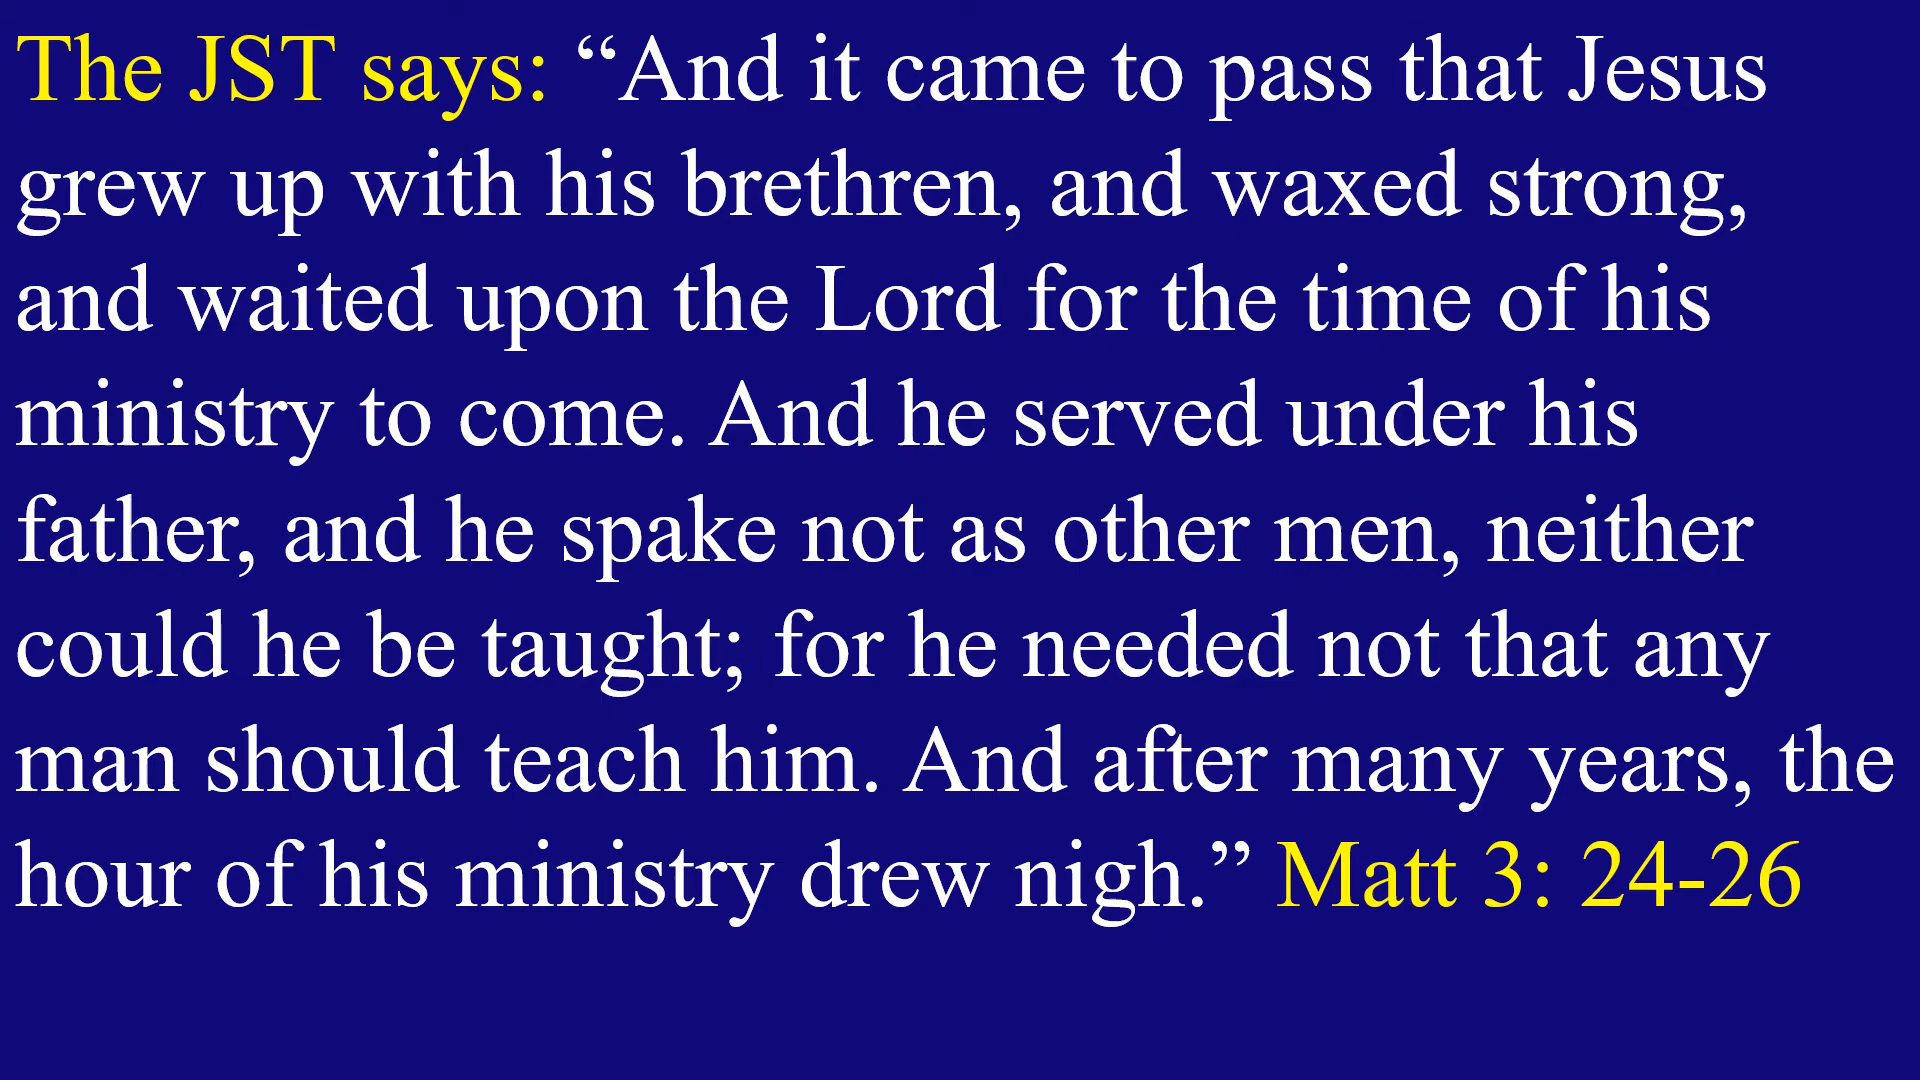 The JST says: “And it came to pass that Jesus
grew up with his brethren, and waxed strong,
and waited upon the Lord for the time of his
ministry to come. And he served under his
father, and he spake not as other men, neither
could he be taught; for he needed not that any
man should teach him. And after many years, the
hour of his ministry drew nigh.” Matt 3: 24-26